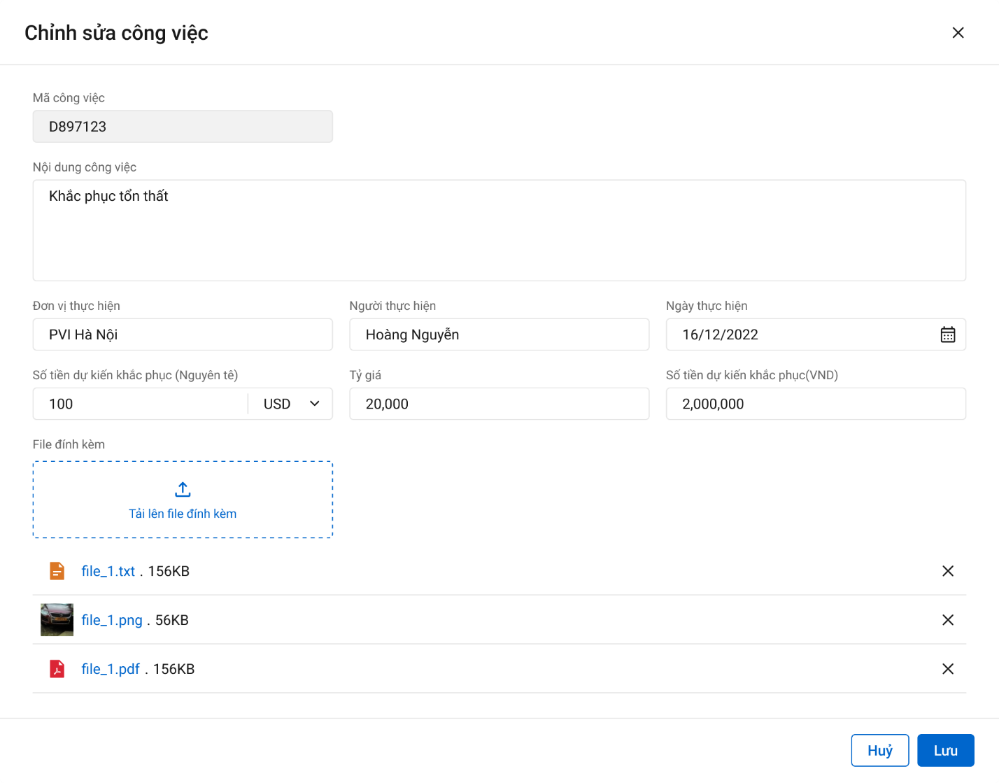 Chỉnh sửa công việc
Mã công việc
D897123
Nội dung công việc
Khắc phục tổn thất
Đơn vị thực hiện
PVI Hà Nội
Người thực hiện
Hoàng Nguyễn
Ngày thực hiện
16/12/2022
Số tiền dự kiến khắc phục (Nguyên tê)
100
USD
Tỷ giá
20,000
Số tiền dự kiến khắc phục(VND)
2,000,000
File đính kèm
Tải lên file đính kèm
file_1.txt . 156KB
file_1.png . 56KB
file_1.pdf . 156KB
Huỷ
Lưu